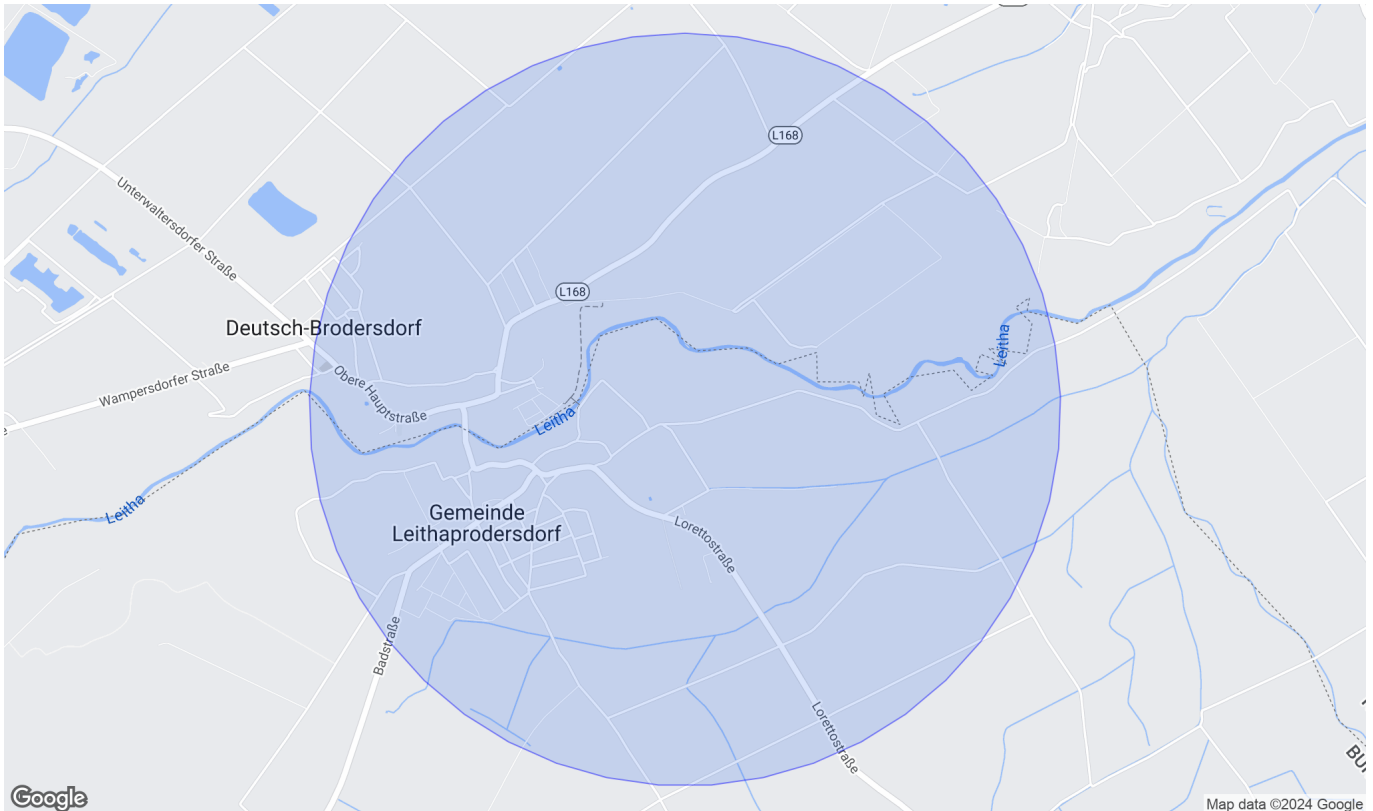 L168
Unterwaltersdorfer Straße
L168
Deutsch-Brodersdorf
Leitha
Wampersdorfer Straße
Obere Hauptstraße
Leitha
Leitha
Gemeinde
Leithaprodersdorf
Lorettostraße
Badstraße
Lorettostraße
Google
Map data ©2024 Google